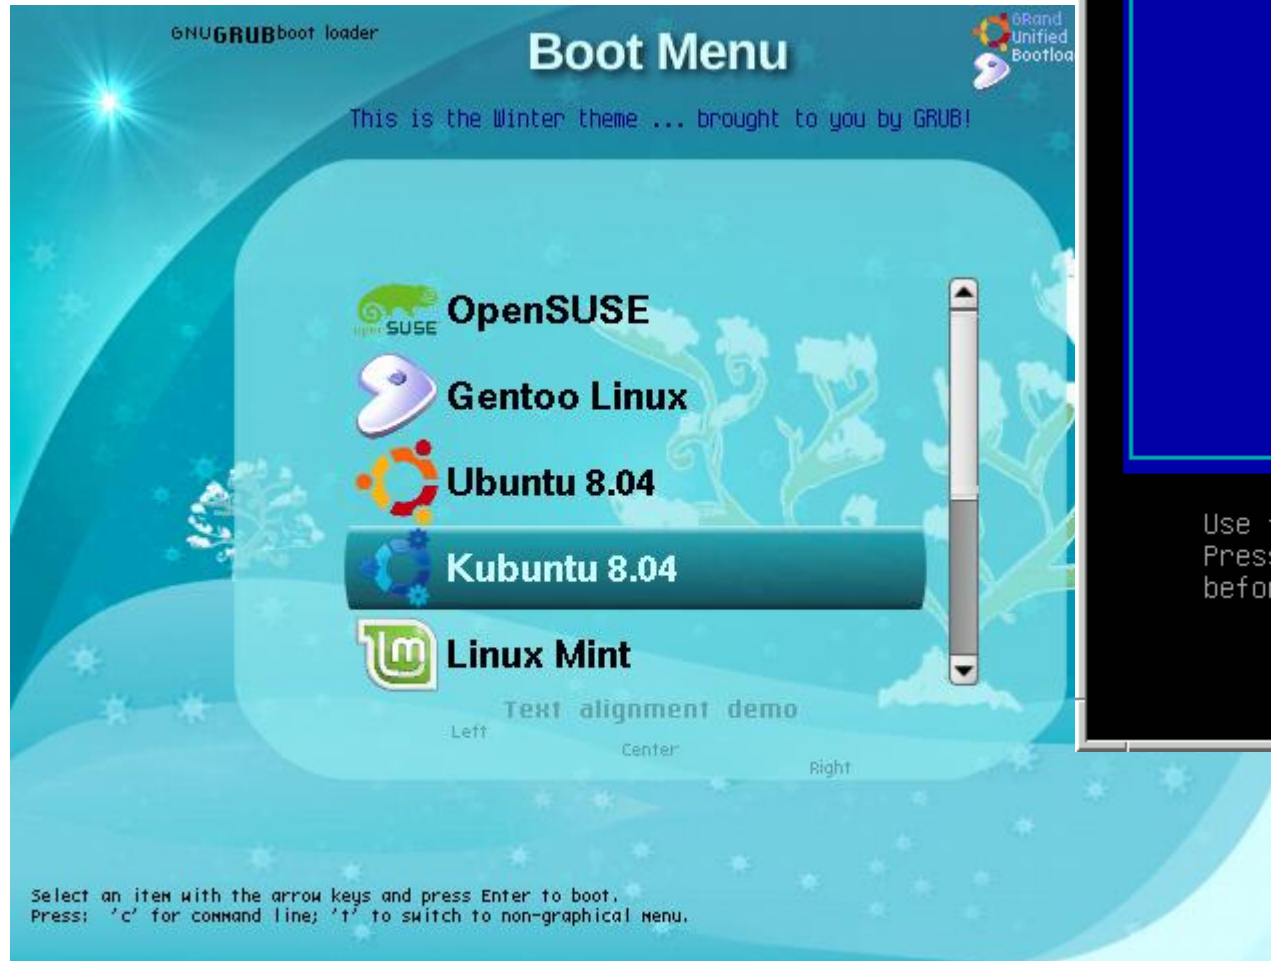 GNU GRUB boot loader
Boot Menu
GRand
Unified
Bootloa
This is the Winter theme ... brought to you by GRUB!
openSUSE
OpenSUSE
Gentoo Linux
Ubuntu 8.04
Kubuntu 8.04
lm
Linux Mint
Text alignment demo
Left
Center
Right
Select an item with the arrow keys and press Enter to boot.
Press: 'c' for command line; 't' to switch to non-graphical menu.
Use
Press
befor